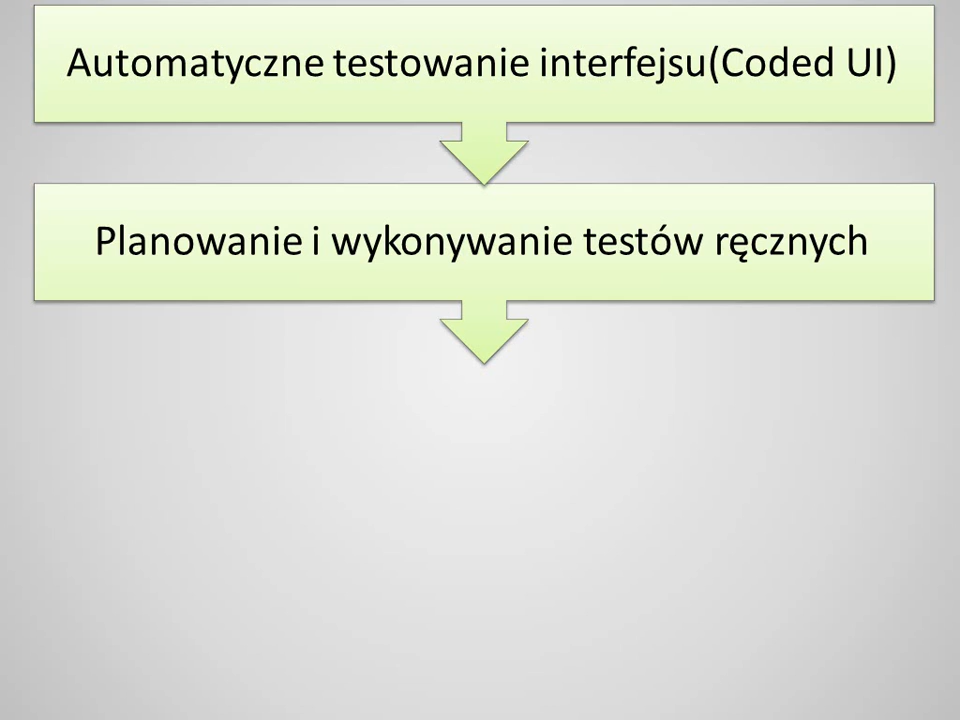 Automatyczne testowanie interfejsu(Coded UI)
Planowanie i wykonywanie testów ręcznych